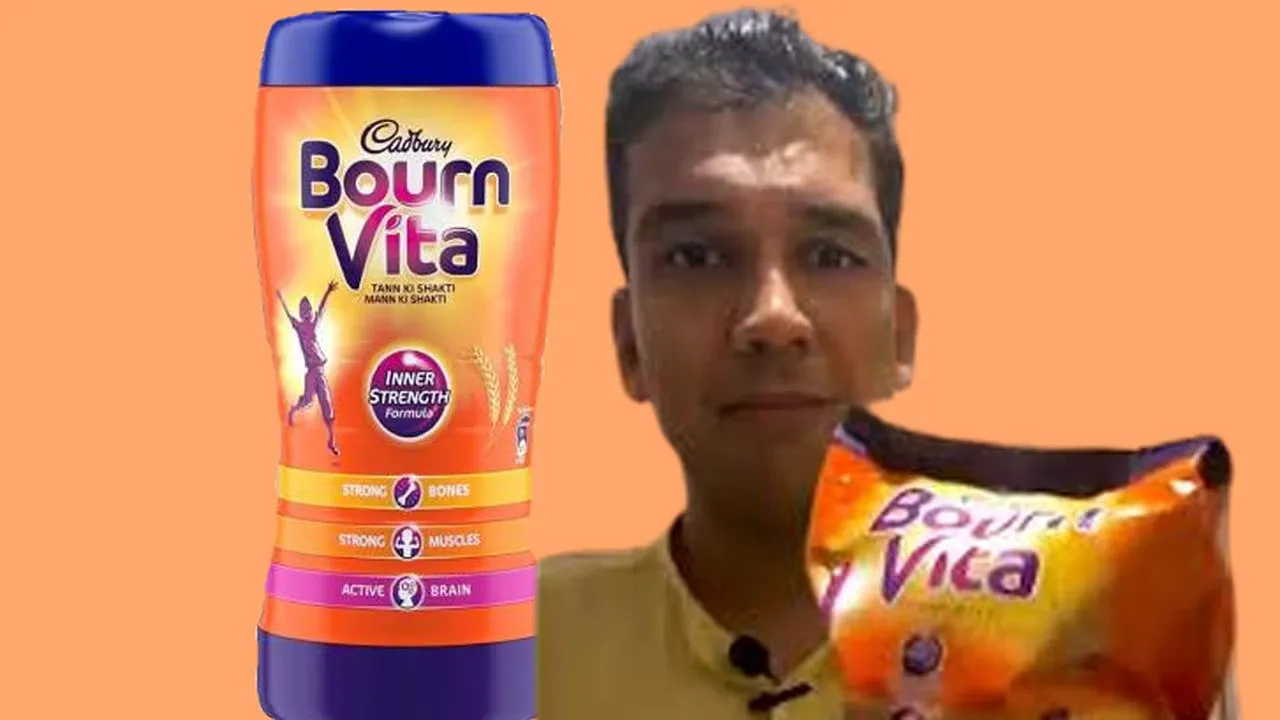 Cadbury
Bourn
Vita
TANN KI SHAKTI
MANN KI SHAKTI
INNER
STRENGTH
Formula
STRONG BONES
STRONG MUSCLES
ACTIVE BRAIN
Bourn
Vita